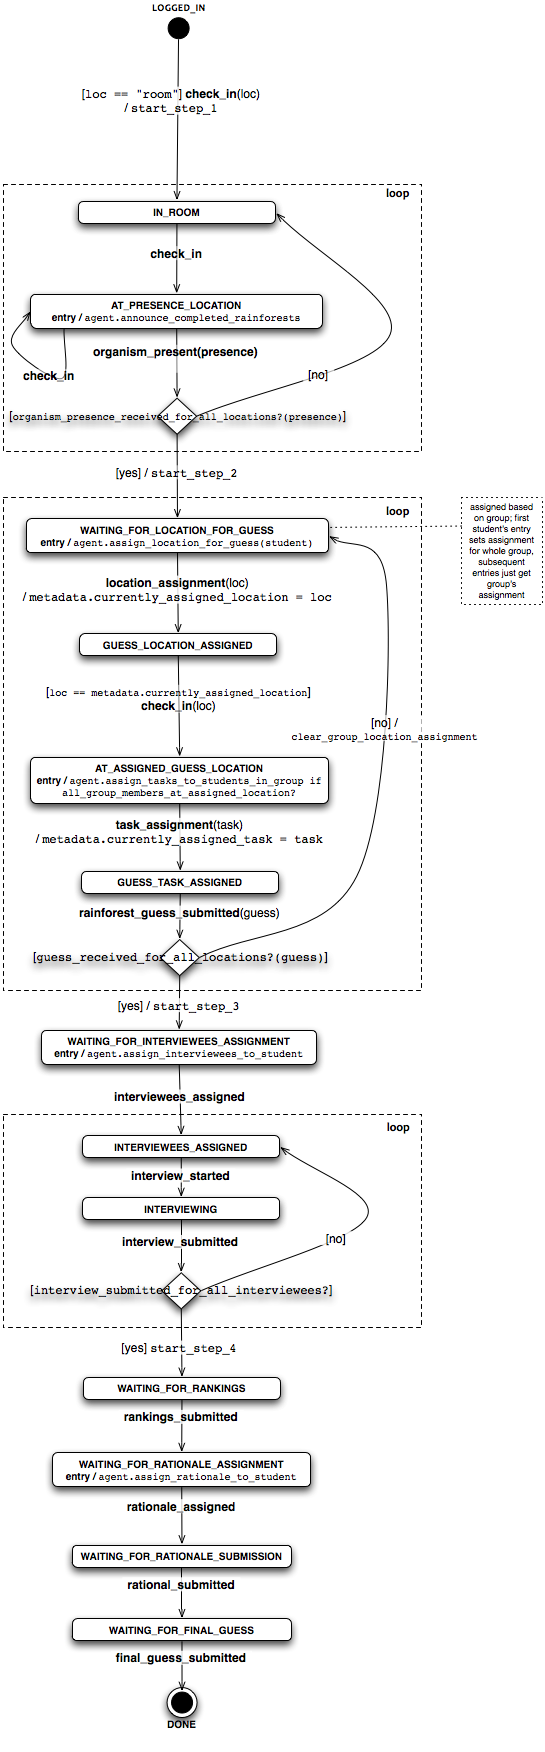 LOGGED_IN
[loc == "room"] check_in(loc)
/ start_step_1
loop
IN_ROOM
check_in
AT_PRESENCE_LOCATION
entry / agent.announce_completed_rainforests
organism_present(presence)
check_in
[no]
[organism_presence_received_for_all_locations?(presence)]
[yes] / start_step_2
loop
WAITING_FOR_LOCATION_FOR_GUESS
entry / agent.assign_location_for_guess(student)
assigned based
on group; first
student's entry
sets assignment
for whole group,
subsequent
entries just get
group's
assignment
location_assignment(loc)
/ metadata.currently_assigned_location = loc
GUESS_LOCATION_ASSIGNED
[loc == metadata.currently_assigned_location]
check_in(loc)
[no] /
clear_group_location_assignment
AT_ASSIGNED_GUESS_LOCATION
entry / agent.assign_tasks_to_students_in_group if
all_group_members_at_assigned_location?
task_assignment(task)
/ metadata.currently_assigned_task = task
GUESS_TASK_ASSIGNED
rainforest_guess_submitted(guess)
[guess_received_for_all_locations?(guess)]
[yes] / start_step_3
WAITING_FOR_INTERVIEWEES_ASSIGNMENT
entry / agent.assign_interviewees_to_student
interviewees_assigned
loop
INTERVIEWEES_ASSIGNED
interview_started
INTERVIEWING
interview_submitted
[no]
[interview_submitted_for_all_interviewees?]
[yes] start_step_4
WAITING_FOR_RANKINGS
rankings_submitted
WAITING_FOR_RATIONALE_ASSIGNMENT
entry / agent.assign_rationale_to_student
rationale_assigned
WAITING_FOR_RATIONALE_SUBMISSION
rational_submitted
WAITING_FOR_FINAL_GUESS
final_guess_submitted
DONE